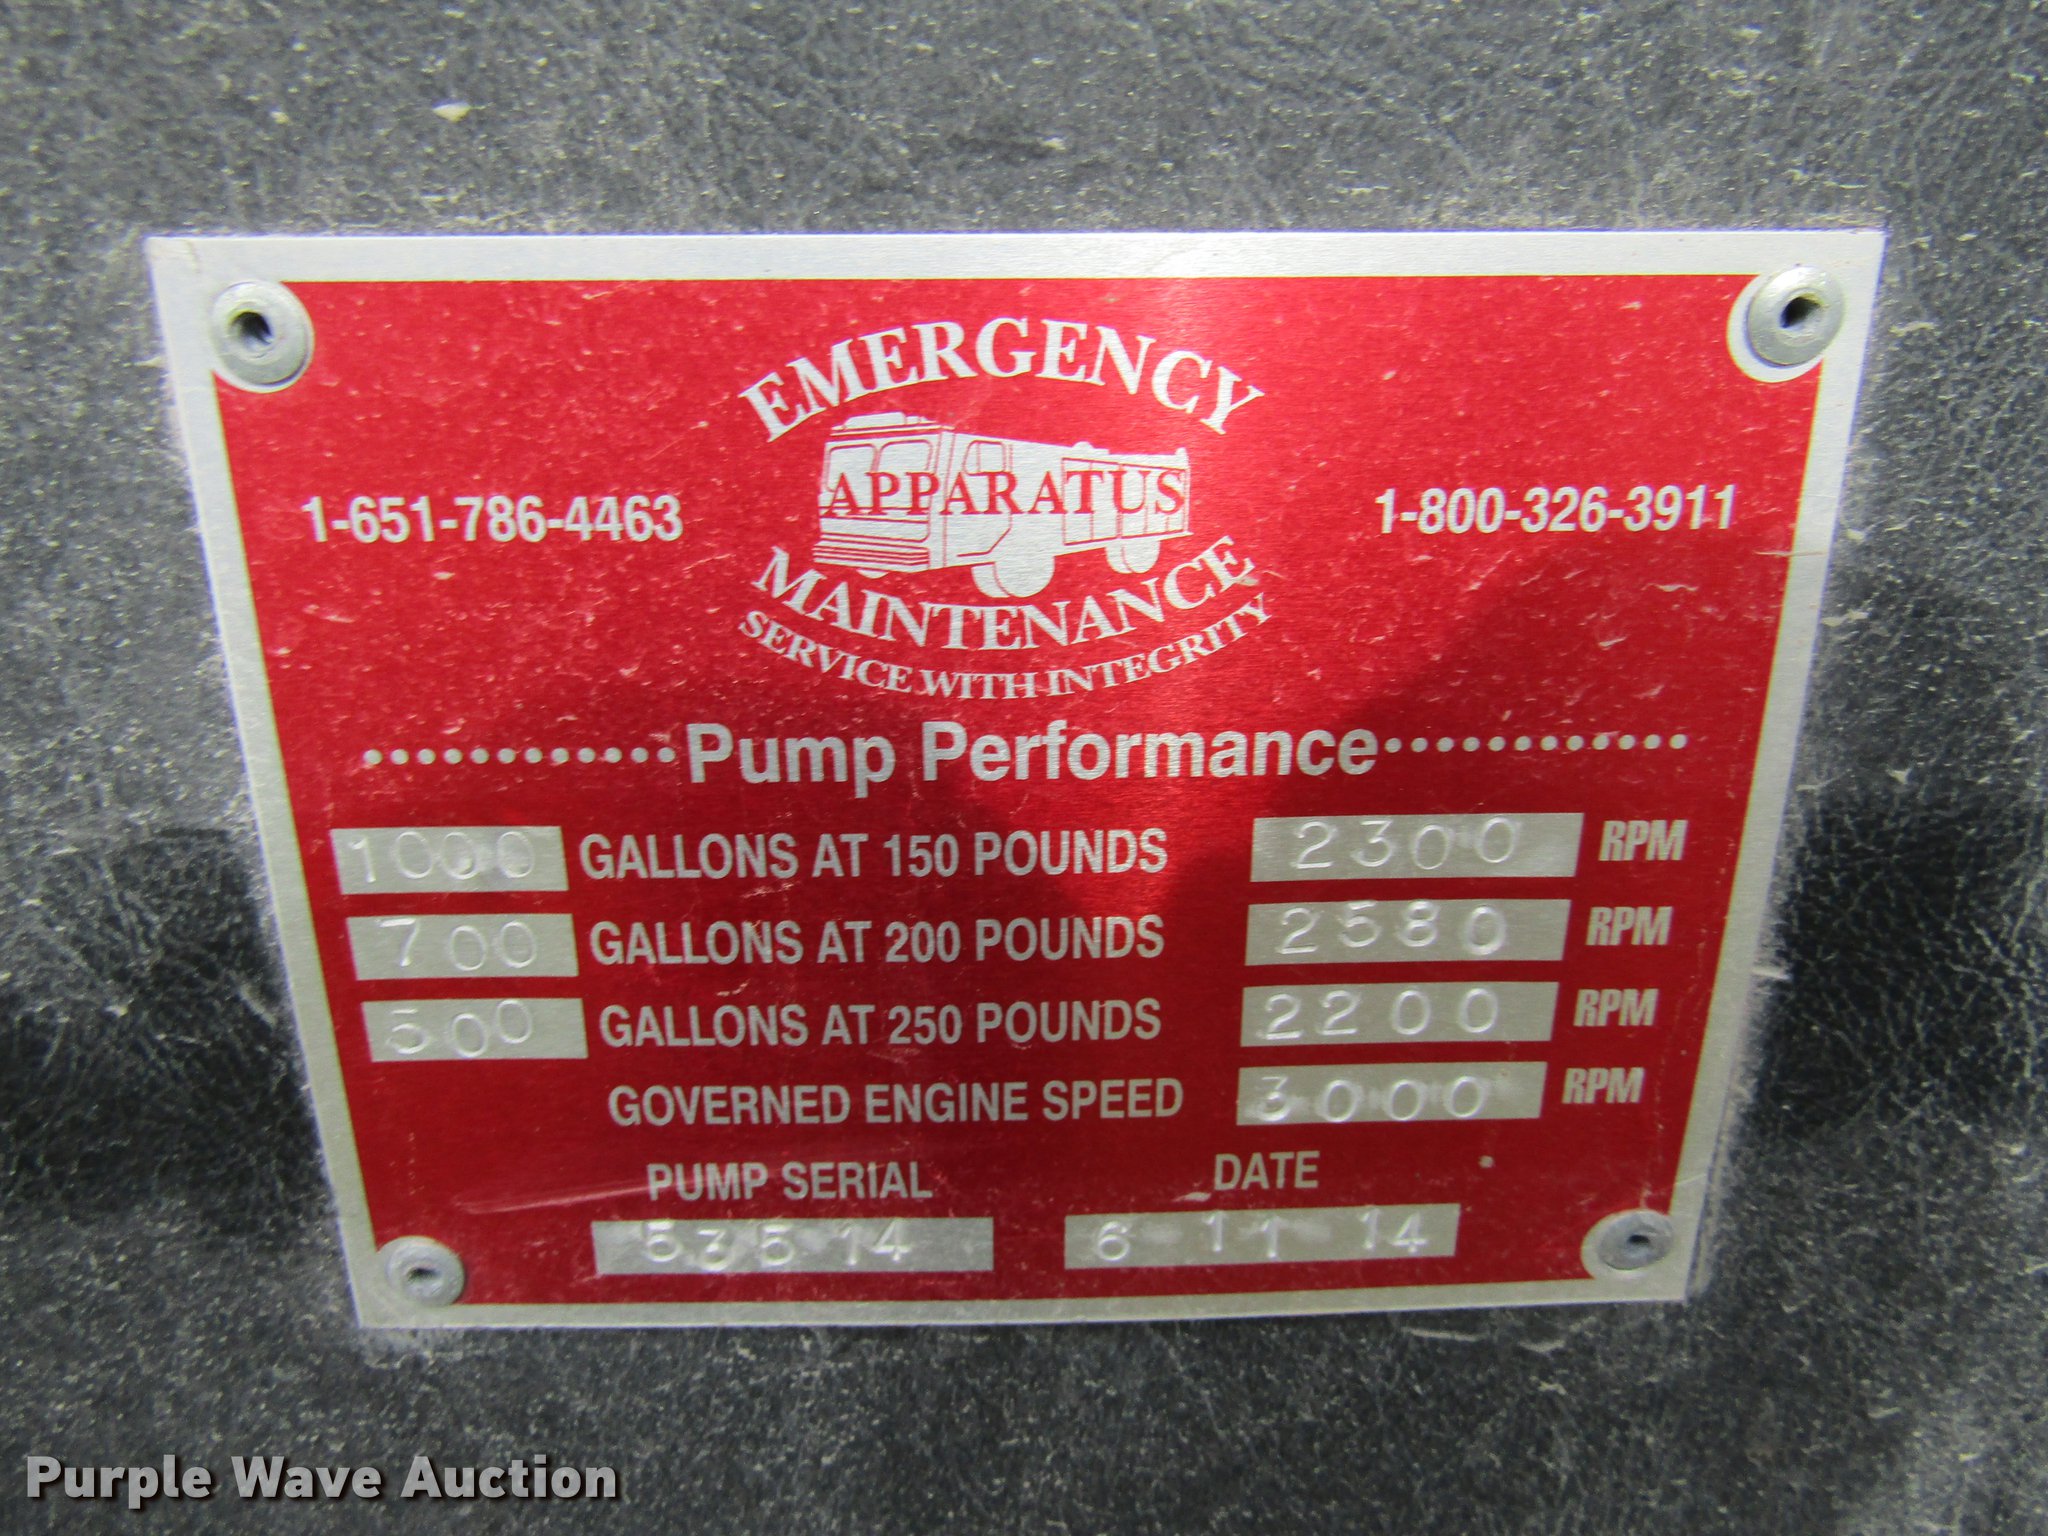 EMERGENCY
APPARATUS
MAINTENANCE
SERVICE WITH INTEGRITY
1-651-786-4463
1-800-326-3911
Pump Performance
1000 GALLONS AT 150 POUNDS 2300 RPM
700 GALLONS AT 200 POUNDS 2580 RPM
500 GALLONS AT 250 POUNDS 2200 RPM
GOVERNED ENGINE SPEED 3000 RPM
PUMP SERIAL DATE
53514 6 11 14
Purple Wave Auction